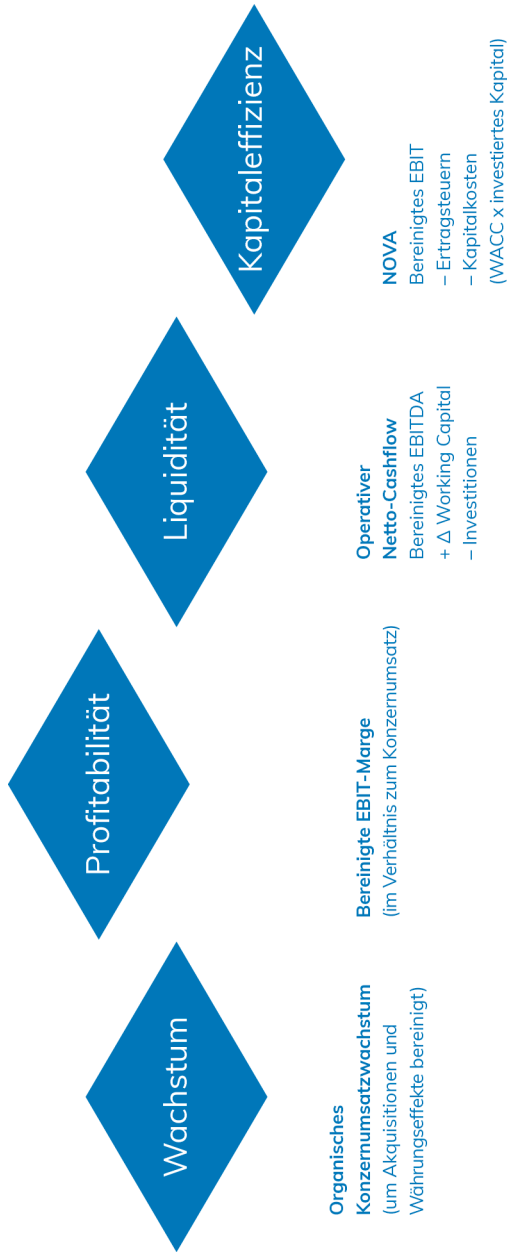 Wachstum
Organisches
Konzernumsatzwachstum
(um Akquisitionen und
Währungseffekte bereinigt)
Profitabilität
Bereinigte EBIT-Marge
(im Verhältnis zum Konzernumsatz)
Liquidität
Operativer
Netto-Cashflow
Bereinigtes EBITDA
+ Δ Working Capital
– Investitionen
Kapitaleffizienz
NOVA
Bereinigtes EBIT
– Ertragsteuern
– Kapitalkosten
(WACC x investiertes Kapital)